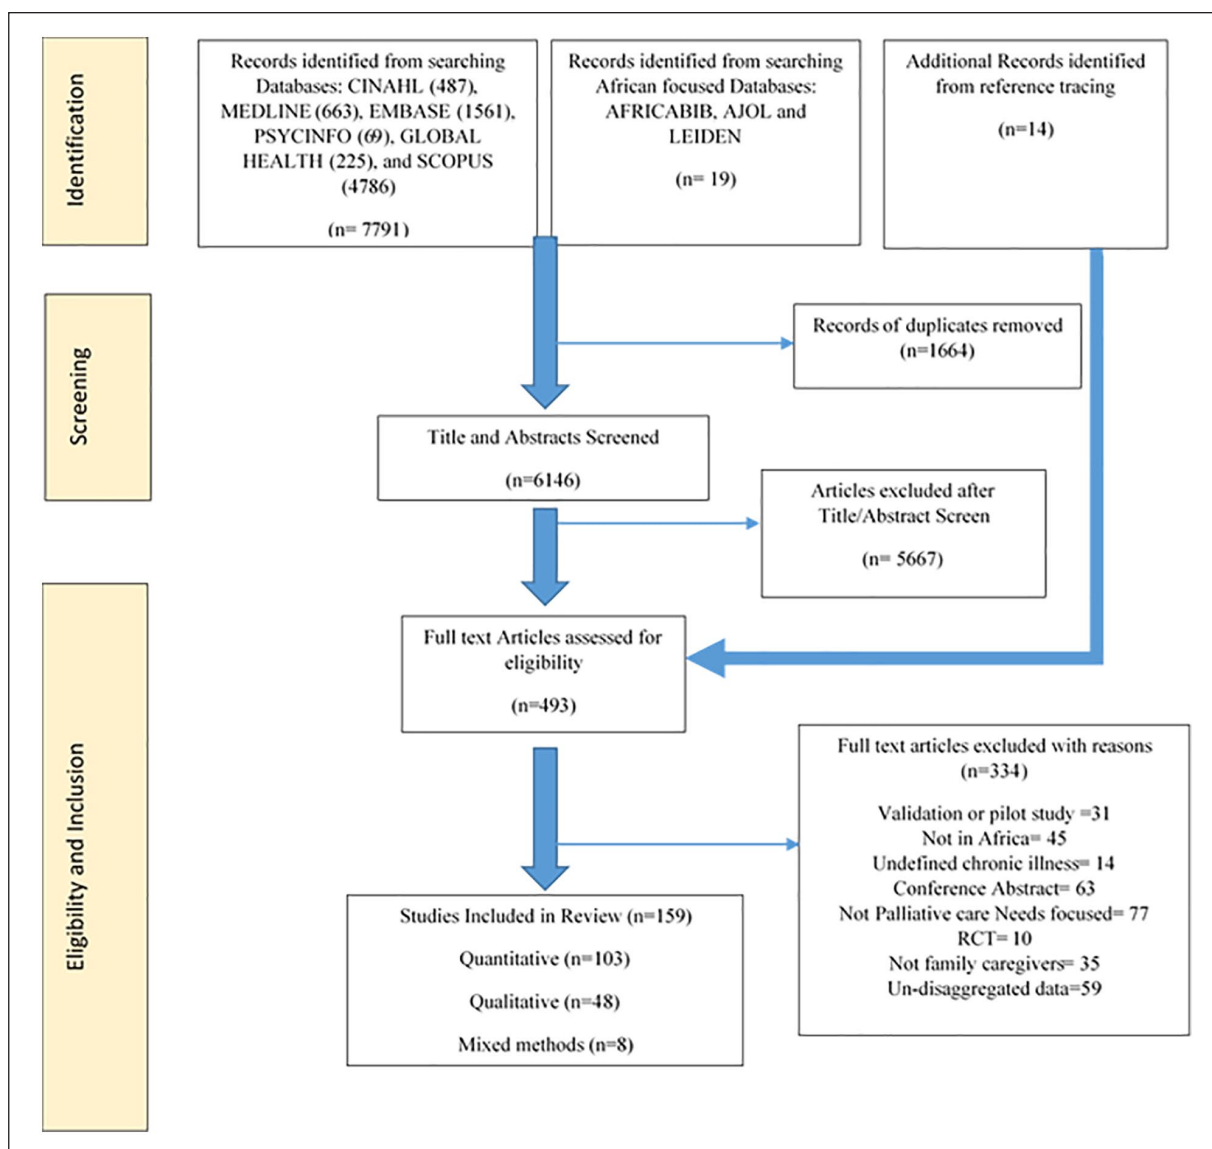 Identification
Records identified from searching
Databases: CINAHL (487),
MEDLINE (663), EMBASE (1561),
PSYCINFO (69), GLOBAL
HEALTH (225), and SCOPUS
(4786)
(n= 7791)
Records identified from searching
African focused Databases:
AFRICABIB, AJOL and
LEIDEN
(n= 19)
Additional Records identified
from reference tracing
(n=14)
Screening
Records of duplicates removed
(n=1664)
Title and Abstracts Screened
(n=6146)
Articles excluded after
Title/Abstract Screen
(n= 5667)
Eligibility and Inclusion
Full text Articles assessed for
eligibility
(n=493)
Full text articles excluded with reasons
(n=334)
Validation or pilot study =31
Not in Africa= 45
Undefined chronic illness= 14
Conference Abstract= 63
Not Palliative care Needs focused= 77
RCT= 10
Not family caregivers= 35
Un-disaggregated data=59
Studies Included in Review (n=159)
Quantitative (n=103)
Qualitative (n=48)
Mixed methods (n=8)